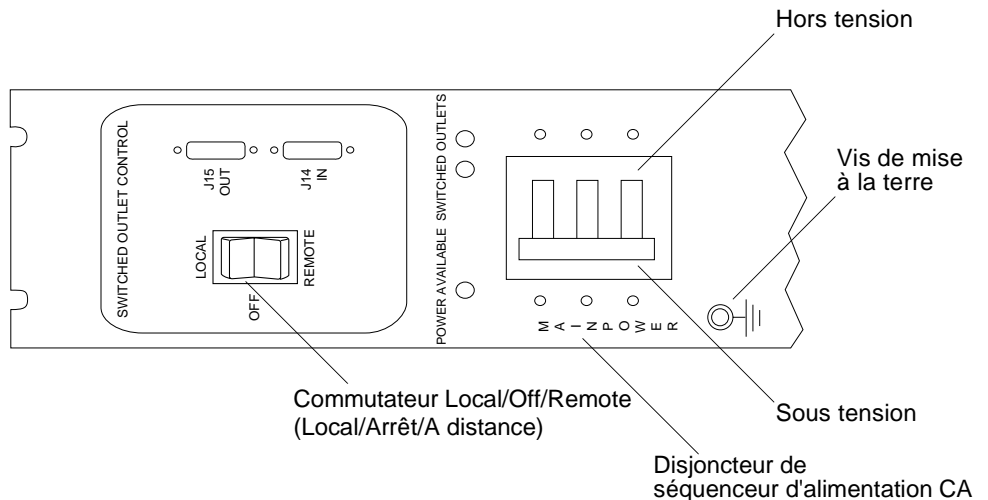 Hors tension
Vis de mise
à la terre
SWITCHED OUTLET CONTROL
J15
OUT
J14
IN
LOCAL
OFF
REMOTE
POWER AVAILABLE SWITCHED OUTLETS
MAIN POWER
Commutateur Local/Off/Remote
(Local/Arrêt/A distance)
Sous tension
Disjoncteur de
séquenceur d'alimentation CA